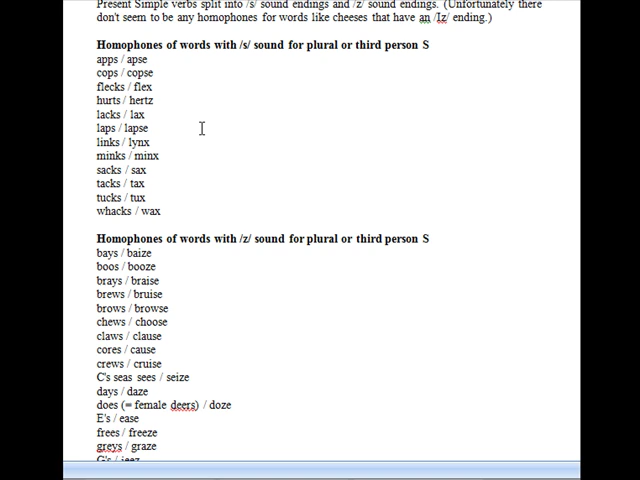 Present Simple verbs split into /s/ sound endings and /z/ sound endings. (Unfortunately there
don't seem to be any homophones for words like cheeses that have an /Iz/ ending.)
Homophones of words with /s/ sound for plural or third person S
apps / apse
cops / copse
flecks / flex
hurts / hertz
lacks / lax
laps / lapse
links / lynx
minks / minx
sacks / sax
tacks / tax
tucks / tux
whacks / wax
Homophones of words with /z/ sound for plural or third person S
bays / baize
boos / booze
brays / braise
brews / bruise
brows / browse
chews / choose
claws / clause
cores / cause
crews / cruise
C's seas sees / seize
days / daze
does (= female deers) / doze
E's / ease
frees / freeze
greys / graze
G's / jeez